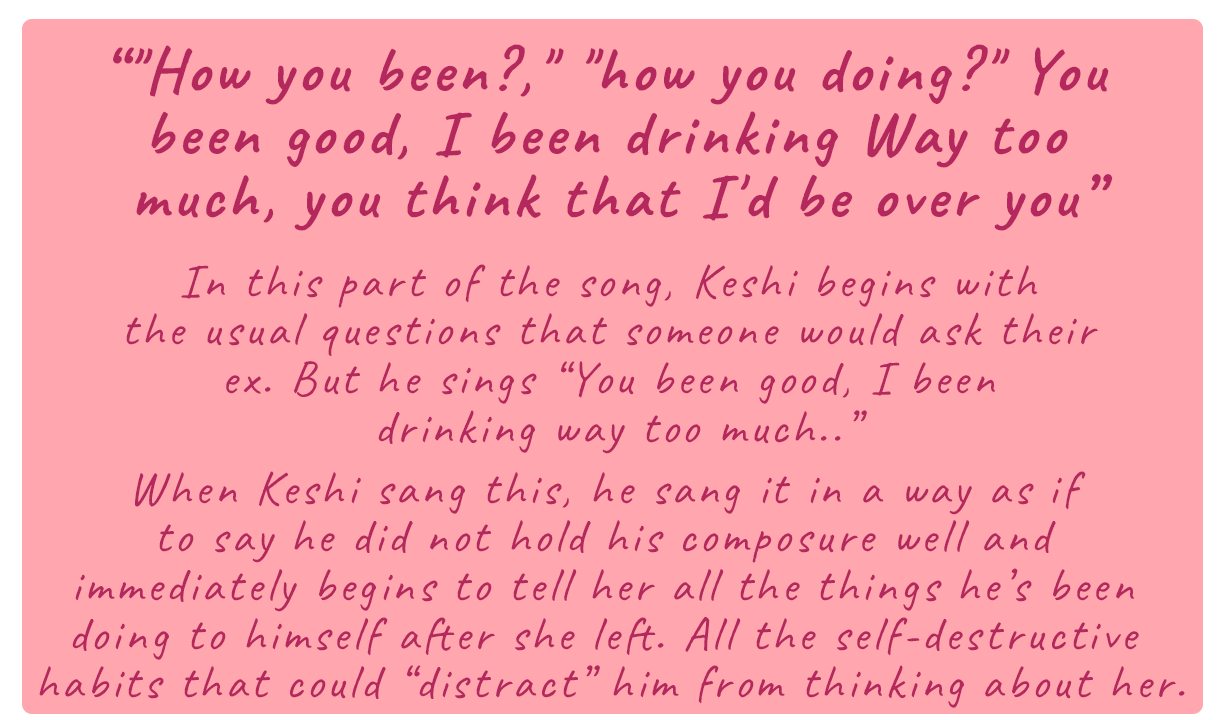 “"How you been?," "how you doing?" You
been good, I been drinking Way too
much, you think that I'd be over you”
In this part of the song, Keshi begins with
the usual questions that someone would ask their
ex. But he sings “You been good, I been
drinking way too much..”
When Keshi sang this, he sang it in a way as if
to say he did not hold his composure well and
immediately begins to tell her all the things he’s been
doing to himself after she left. All the self-destructive
habits that could “distract” him from thinking about her.